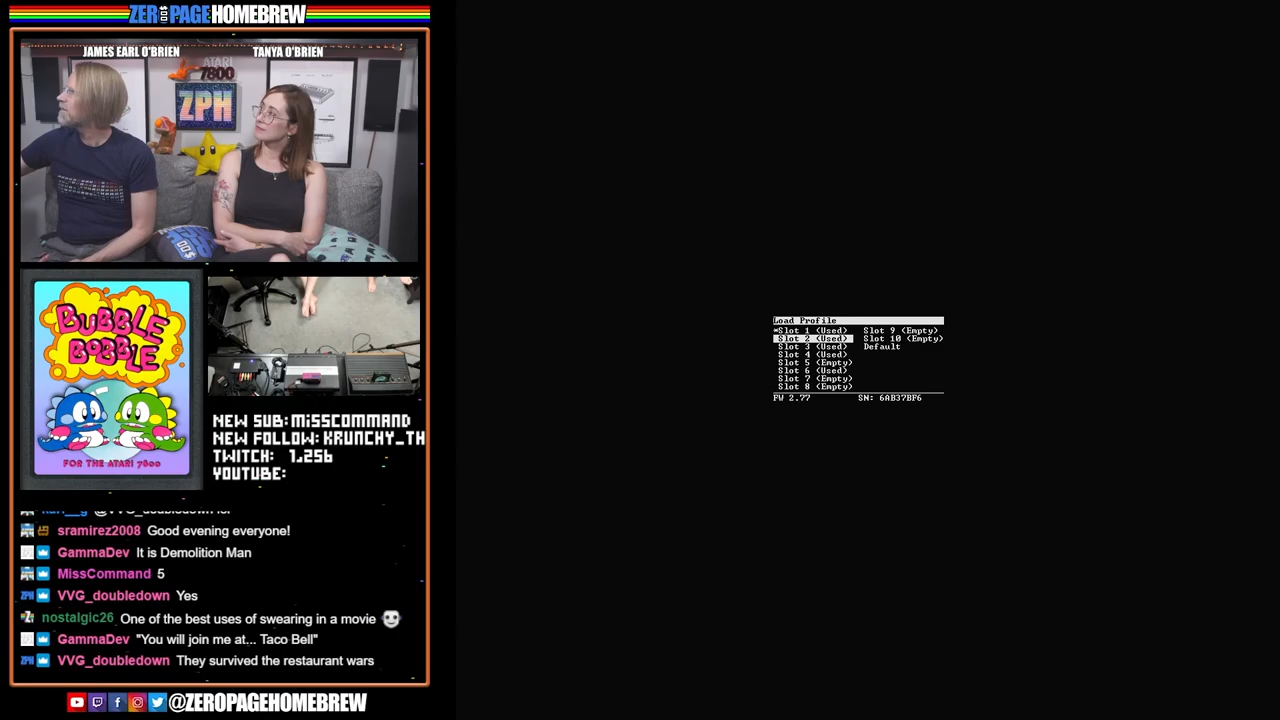 ZEROPAGE HOMEBREW
JAMES EARL O'BRIEN
TANYA O'BRIEN
ATARI
7800
ZPH
BUBBLE
BOBBLE
FOR THE ATARI 7800
NEW SUB: MISSCOMMAND
NEW FOLLOW: KRUNCHY_TH
TWITCH: 1,256
YOUTUBE:
sramirez2008 Good evening everyone!
GammaDev It is Demolition Man
MissCommand 5
VVG_doubledown Yes
nostalgic26 One of the best uses of swearing in a movie
GammaDev "You will join me at... Taco Bell"
VVG_doubledown They survived the restaurant wars
@ZEROPAGEHOMEBREW
Load Profile
*Slot 1 (Used) Slot 9 (Empty)
Slot 2 (Used) Slot 10 (Empty)
Slot 3 (Used) Default
Slot 4 (Used)
Slot 5 (Empty)
Slot 6 (Used)
Slot 7 (Empty)
Slot 8 (Empty)
FW 2.77 SN: 6AB37BF6